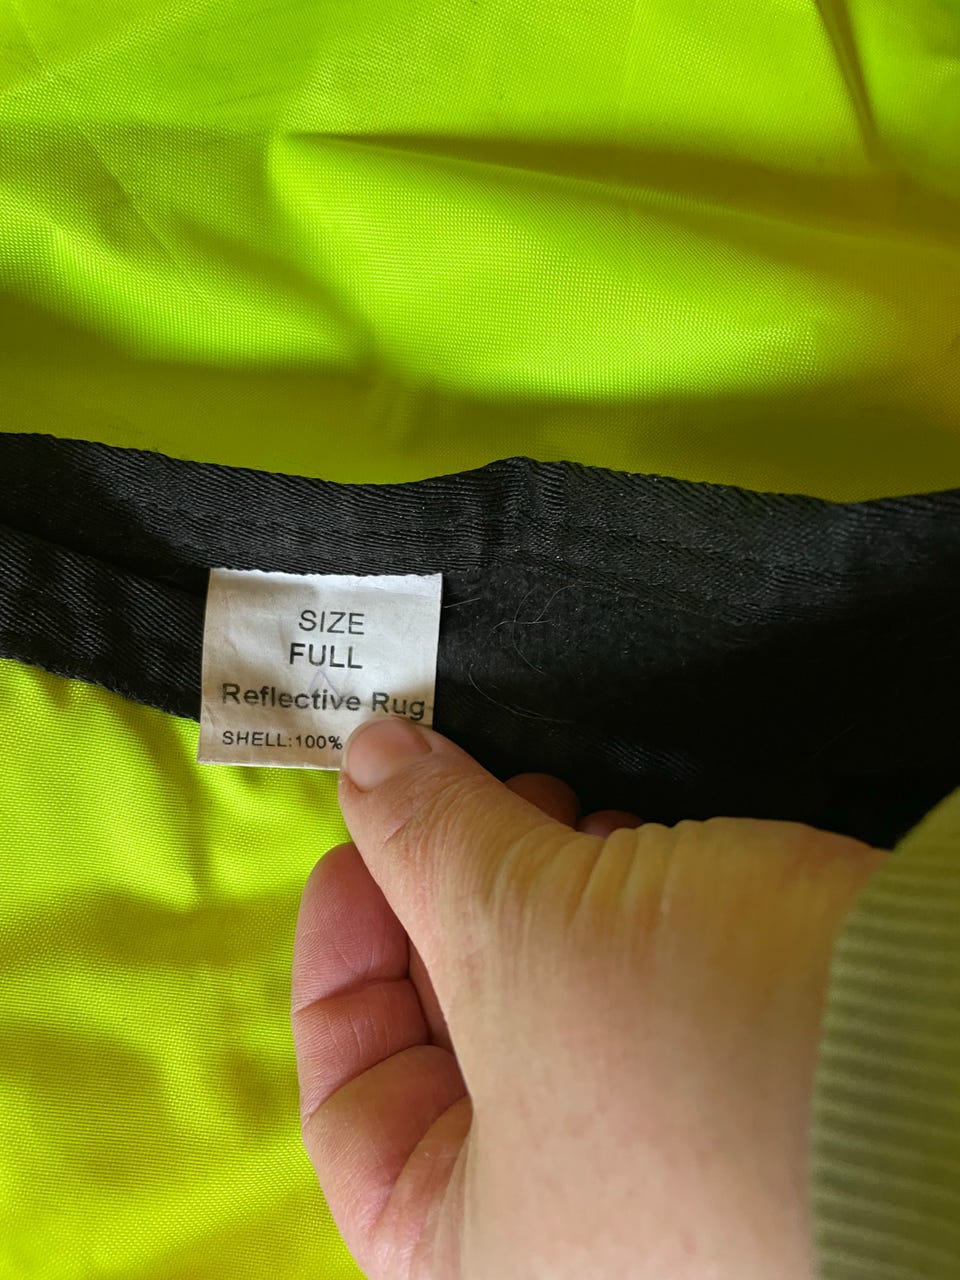 SIZE
FULL
Reflective Rug
SHELL:100%